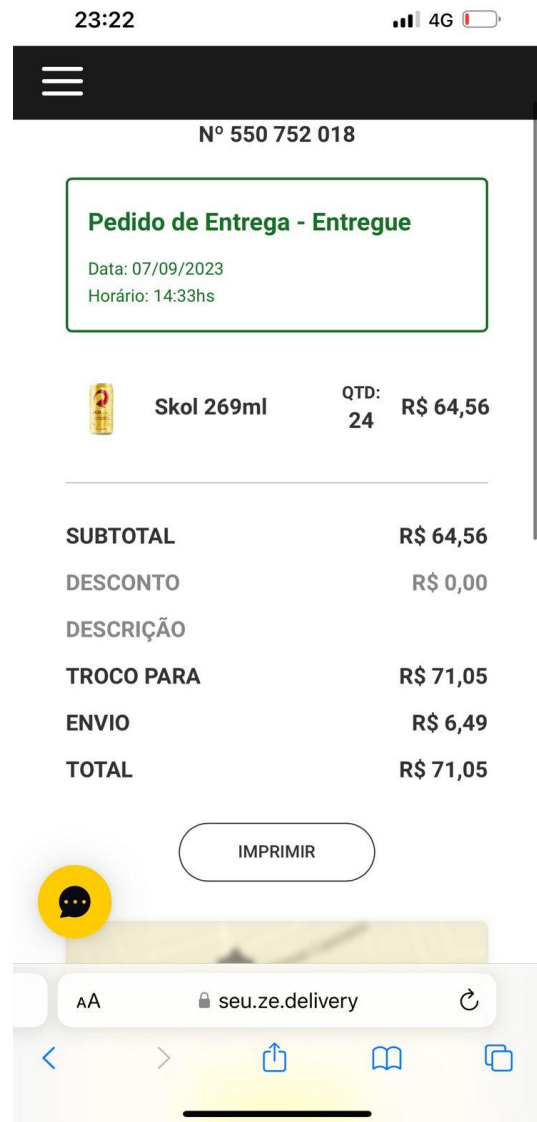 23:22
4G
Nº 550 752 018
Pedido de Entrega - Entregue
Data: 07/09/2023
Horário: 14:33hs
QTD:
Skol 269ml 24 R$ 64,56
SUBTOTAL R$ 64,56
DESCONTO R$ 0,00
DESCRIÇÃO
TROCO PARA R$ 71,05
ENVIO R$ 6,49
TOTAL R$ 71,05
IMPRIMIR
AA seu.ze.delivery